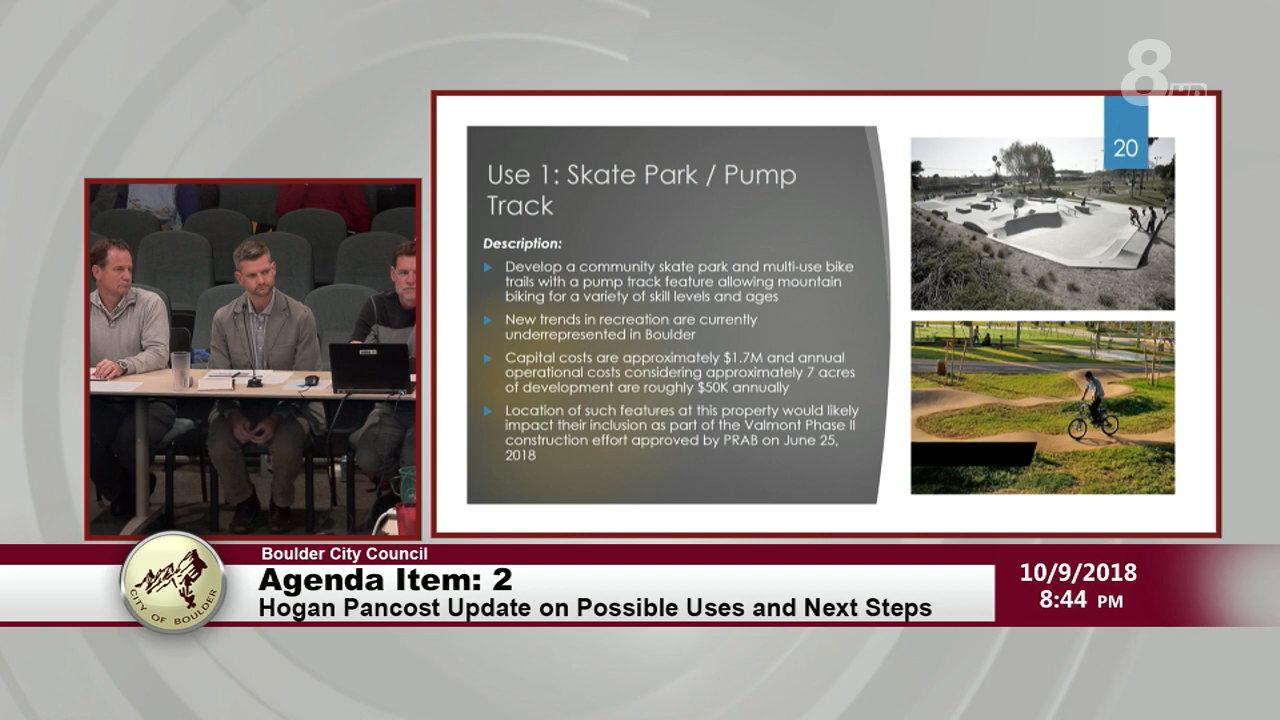 8
HD
20
Use 1: Skate Park / Pump
Track
Description:
Develop a community skate park and multi-use bike
trails with a pump track feature allowing mountain
biking for a variety of skill levels and ages
New trends in recreation are currently
underrepresented in Boulder
Capital costs are approximately $1.7M and annual
operational costs considering approximately 7 acres
of development are roughly $50K annually
Location of such features at this property would likely
impact their inclusion as part of the Valmont Phase II
construction effort approved by PRAB on June 25,
2018
Boulder City Council
Agenda Item: 2
Hogan Pancost Update on Possible Uses and Next Steps
10/9/2018
8:44 PM
CITY OF BOULDER